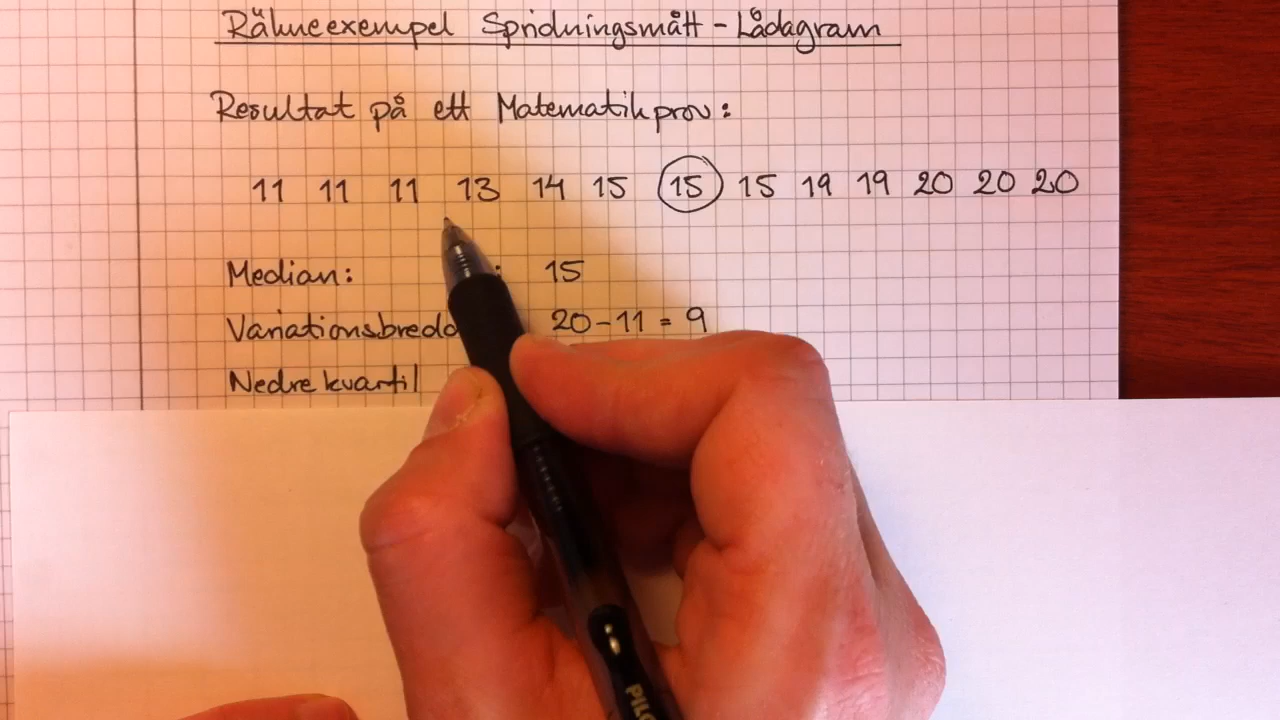 Räkneexempel Spridningsmått - Lådagram
Resultat på ett Matematikprov:
11 11 11 13 14 15 15 15 19 19 20 20 20
Median: : 15
Variationsbredd 20-11 = 9
Nedre kvartil
PILO